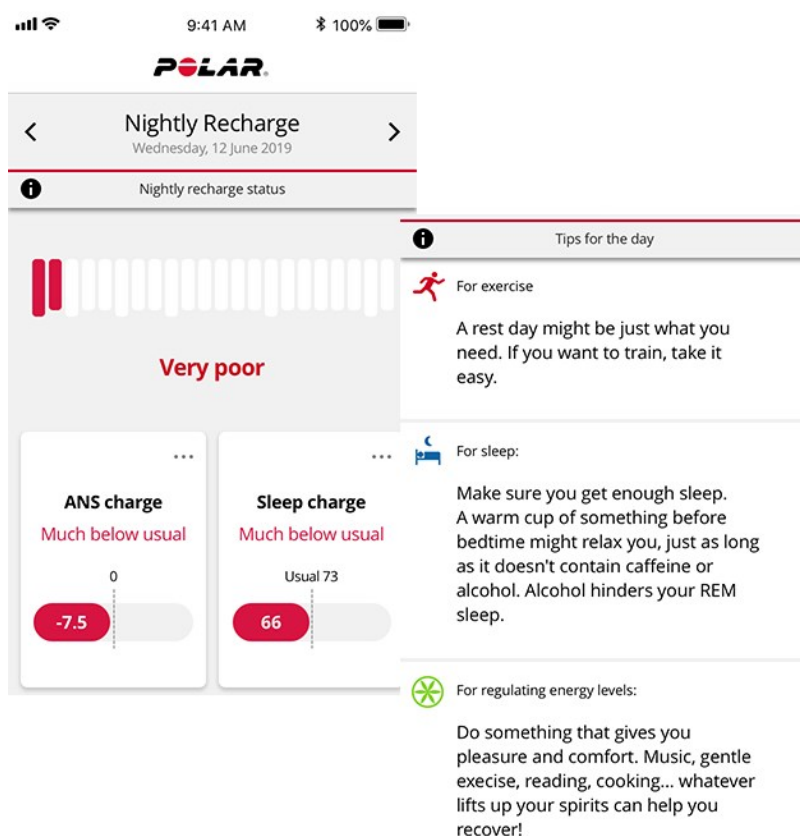 9:41 AM
100%
POLAR
Nightly Recharge
Wednesday, 12 June 2019
Nightly recharge status
Very poor
ANS charge
Much below usual
0
-7.5
Sleep charge
Much below usual
Usual 73
66
Tips for the day
For exercise
A rest day might be just what you
need. If you want to train, take it
easy.
For sleep:
Make sure you get enough sleep.
A warm cup of something before
bedtime might relax you, just as long
as it doesn't contain caffeine or
alcohol. Alcohol hinders your REM
sleep.
For regulating energy levels:
Do something that gives you
pleasure and comfort. Music, gentle
execise, reading, cooking... whatever
lifts up your spirits can help you
recover!